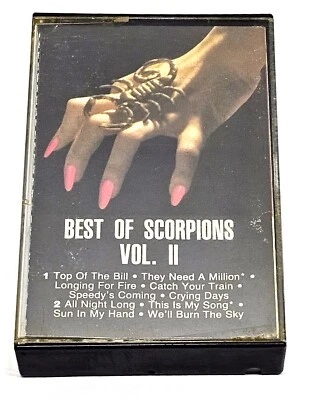 BEST OF SCORPIONS
VOL. II
1 Top Of The Bill • They Need A Million* •
Longing For Fire • Catch Your Train •
Speedy's Coming • Crying Days
2 All Night Long • This Is My Song* •
Sun In My Hand • We'll Burn The Sky